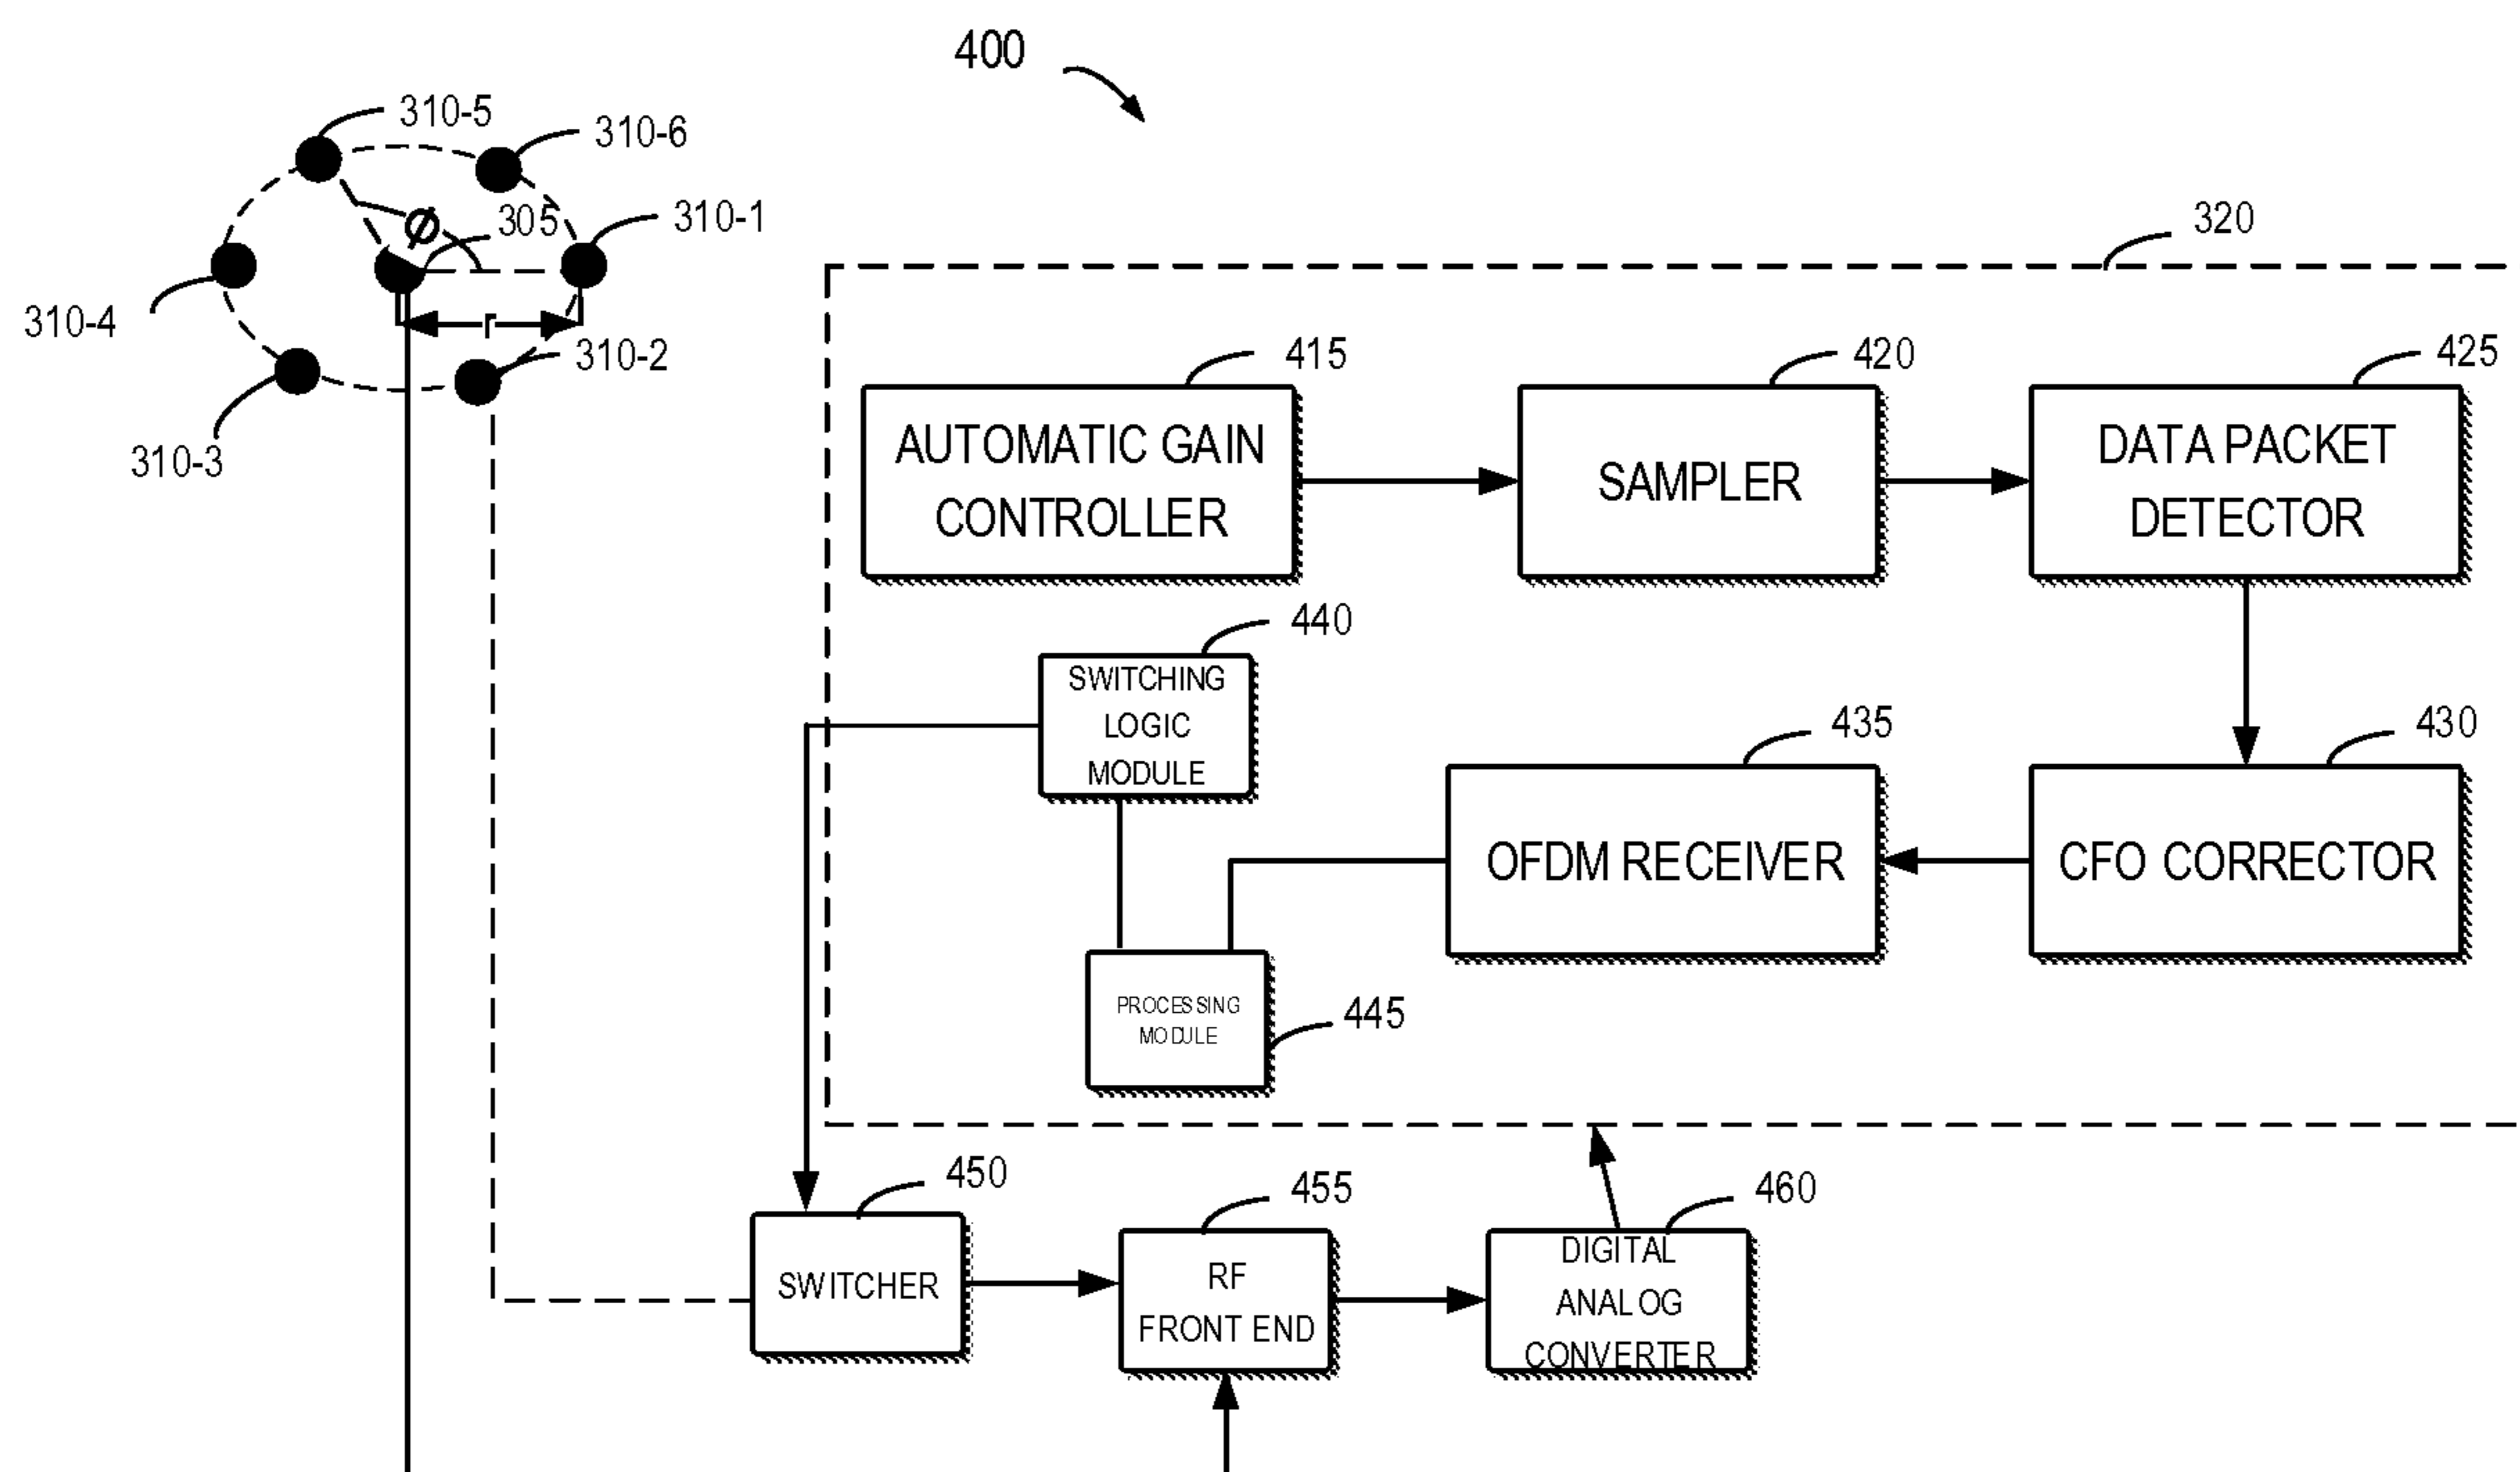 400
310-5
310-6
305
310-1
ϕ
310-4
r
310-2
310-3
320
415
AUTOMATIC GAIN
CONTROLLER
420
SAMPLER
425
DATA PACKET
DETECTOR
440
SWITCHING
LOGIC
MODULE
435
OFDM RECEIVER
430
CFO CORRECTOR
PROCESSING
MODULE
445
450
SWITCHER
455
RF
FRONT END
460
DIGITAL
ANALOG
CONVERTER